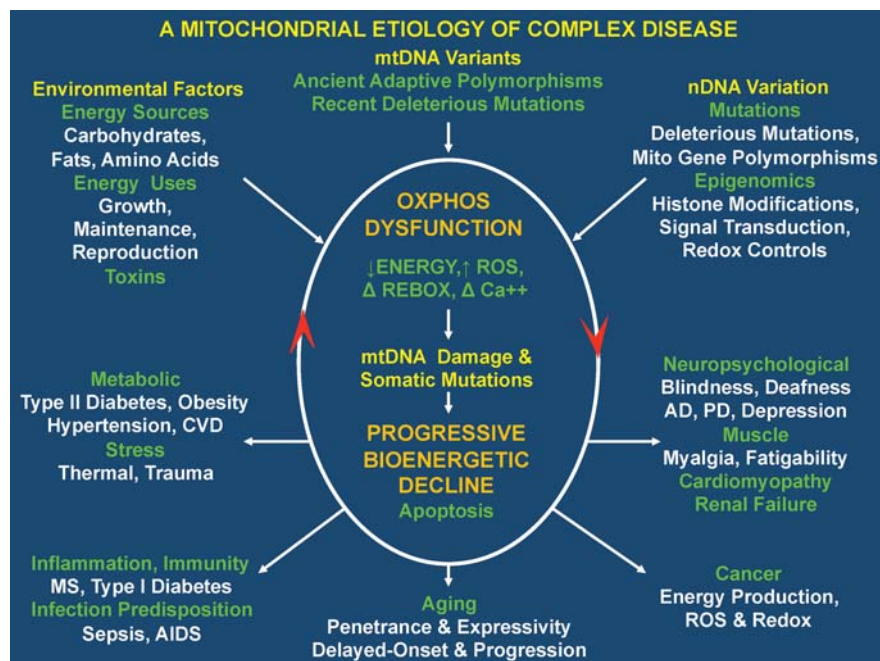 A MITOCHONDRIAL ETIOLOGY OF COMPLEX DISEASE
mtDNA Variants
Ancient Adaptive Polymorphisms
Recent Deleterious Mutations
Environmental Factors
Energy Sources
Carbohydrates,
Fats, Amino Acids
Energy Uses
Growth,
Maintenance,
Reproduction
Toxins
nDNA Variation
Mutations
Deleterious Mutations,
Mito Gene Polymorphisms
Epigenomics
Histone Modifications,
Signal Transduction,
Redox Controls
OXPHOS
DYSFUNCTION
↓ENERGY,↑ ROS,
Δ REBOX, Δ Ca++
mtDNA Damage &
Somatic Mutations
PROGRESSIVE
BIOENERGETIC
DECLINE
Apoptosis
Metabolic
Type II Diabetes, Obesity
Hypertension, CVD
Stress
Thermal, Trauma
Neuropsychological
Blindness, Deafness
AD, PD, Depression
Muscle
Myalgia, Fatigability
Cardiomyopathy
Renal Failure
Inflammation, Immunity
MS, Type I Diabetes
Infection Predisposition
Sepsis, AIDS
Aging
Penetrance & Expressivity
Delayed-Onset & Progression
Cancer
Energy Production,
ROS & Redox